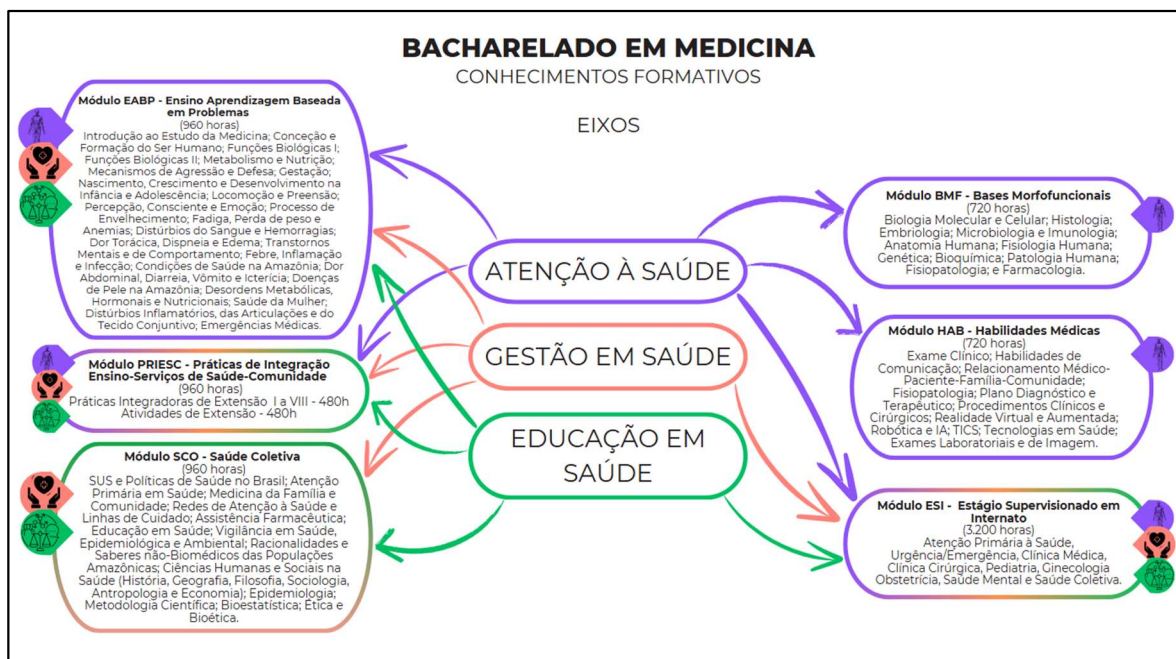 BACHARELADO EM MEDICINA
CONHECIMENTOS FORMATIVOS
EIXOS
Módulo EABP - Ensino Aprendizagem Baseada
em Problemas
(960 horas)
Introdução ao Estudo da Medicina; Conceção e
Formação do Ser Humano; Funções Biológicas I;
Funções Biológicas II; Metabolismo e Nutrição;
Mecanismos de Agressão e Defesa; Gestação;
Nascimento, Crescimento e Desenvolvimento na
Infância e Adolescência; Locomoção e Preensão;
Percepção, Consciente e Emoção; Processo de
Envelhecimento; Fadiga, Perda de peso e
Anemias; Distúrbios do Sangue e Hemorragias;
Dor Torácica, Dispneia e Edema; Transtornos
Mentais e de Comportamento; Febre, Inflamação
e Infecção; Condições de Saúde na Amazônia; Dor
Abdominal, Diarreia, Vômito e Icterícia; Doenças
de Pele na Amazônia; Desordens Metabólicas,
Hormonais e Nutricionais; Saúde da Mulher;
Distúrbios Inflamatórios, das Articulações e do
Tecido Conjuntivo; Emergências Médicas.
Módulo PRIESC - Práticas de Integração
Ensino-Serviços de Saúde-Comunidade
(960 horas)
Práticas Integradoras de Extensão I a VIII - 480h
Atividades de Extensão - 480h
Módulo SCO - Saúde Coletiva
(960 horas)
SUS e Políticas de Saúde no Brasil; Atenção
Primária em Saúde; Medicina da Família e
Comunidade; Redes de Atenção à Saúde e
Linhas de Cuidado; Assistência Farmacêutica;
Educação em Saúde; Vigilância em Saúde,
Epidemiológica e Ambiental; Racionalidades e
Saberes não-Biomédicos das Populações
Amazônicas; Ciências Humanas e Sociais na
Saúde (História, Geografia, Filosofia, Sociologia,
Antropologia e Economia); Epidemiologia;
Metodologia Científica; Bioestatística; Ética e
Bioética.
ATENÇÃO À SAÚDE
GESTÃO EM SAÚDE
EDUCAÇÃO EM
SAÚDE
Módulo BMF - Bases Morfofuncionais
(720 horas)
Biologia Molecular e Celular; Histologia;
Embriologia; Microbiologia e Imunologia;
Anatomia Humana; Fisiologia Humana;
Genética; Bioquímica; Patologia Humana;
Fisiopatologia; e Farmacologia.
Módulo HAB - Habilidades Médicas
(720 horas)
Exame Clínico; Habilidades de
Comunicação; Relacionamento Médico-
Paciente-Família-Comunidade;
Fisiopatologia; Plano Diagnóstico e
Terapêutico; Procedimentos Clínicos e
Cirúrgicos; Realidade Virtual e Aumentada;
Robótica e IA; TICS; Tecnologias em Saúde;
Exames Laboratoriais e de Imagem.
Módulo ESI - Estágio Supervisionado em
Internato
(3.200 horas)
Atenção Primária à Saúde,
Urgência/Emergência, Clínica Médica,
Clínica Cirúrgica, Pediatria, Ginecologia
Obstetrícia, Saúde Mental e Saúde Coletiva.